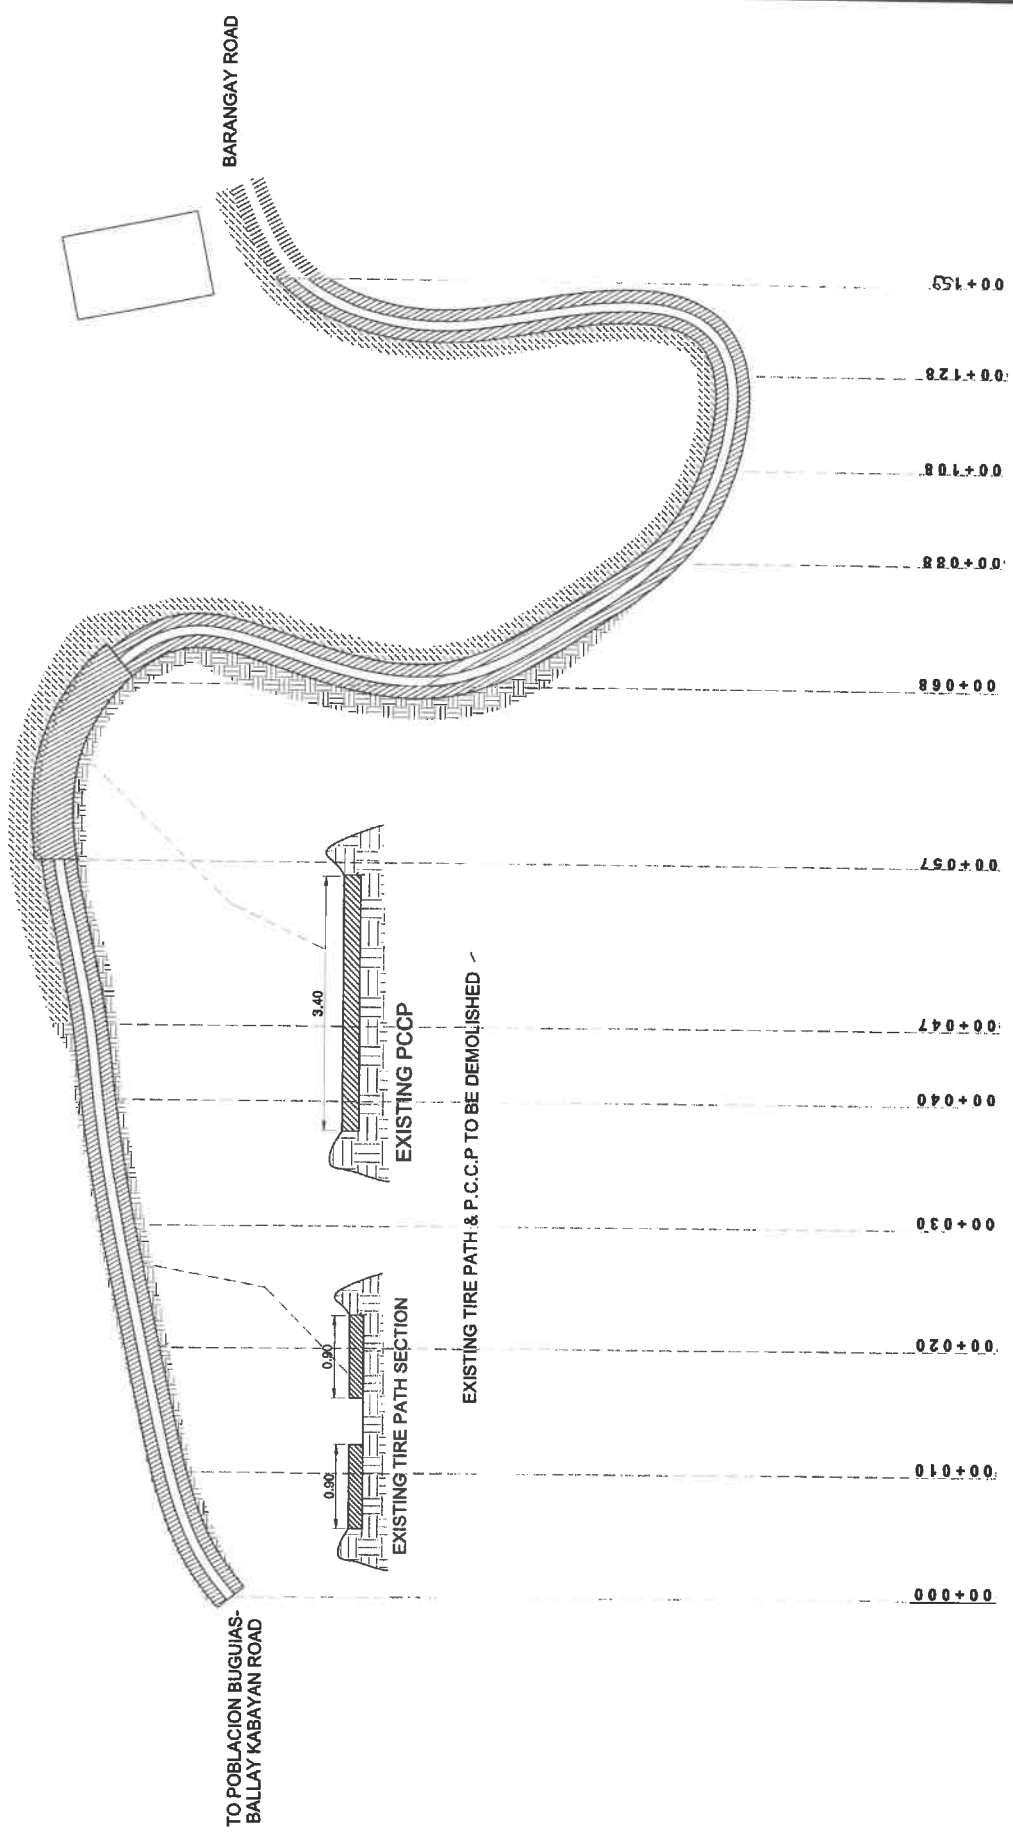 BARANGAY ROAD
TO POBLACION BUGUIAS-
BALLAY KABAYAN ROAD
0.90
0.90
EXISTING TIRE PATH SECTION
3.40
EXISTING PCCP
EXISTING TIRE PATH & P.C.C.P TO BE DEMOLISHED
00+000
00+010
00+020
00+030
00+040
00+047
00+057
00+068
00+088
00+108
00+128